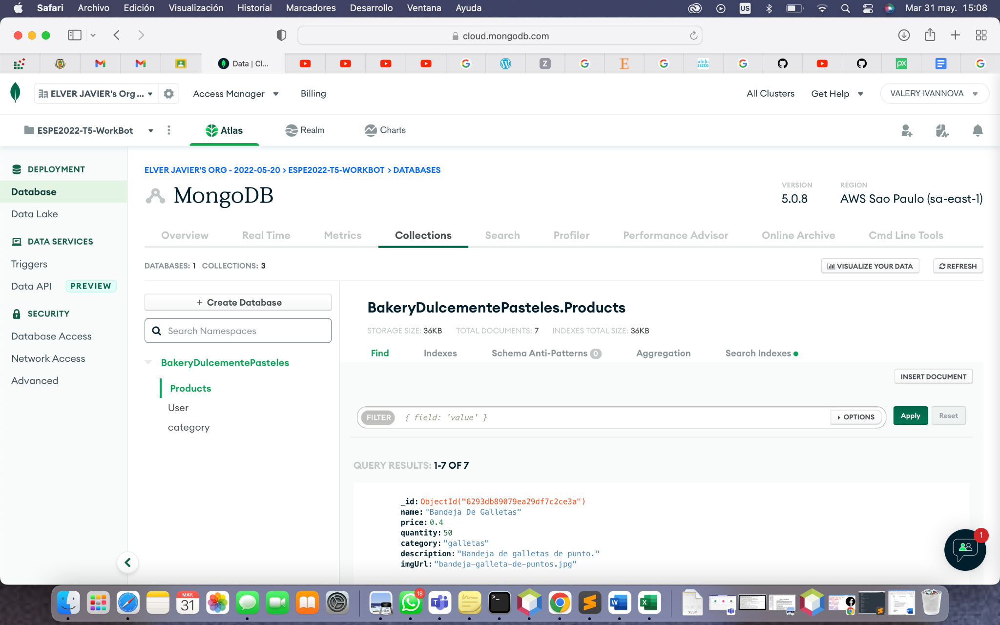 Safari Archivo Edición Visualización Historial Marcadores Desarrollo Ventana Ayuda US Mar 31 may. 15:08
cloud.mongodb.com
Data | Cl... Z E CISCO px
ELVER JAVIER's Org ... Access Manager Billing All Clusters Get Help VALERY IVANNOVA
ESPE2022-T5-WorkBot Atlas Realm Charts
DEPLOYMENT
Database
Data Lake
DATA SERVICES
Triggers
Data API PREVIEW
SECURITY
Database Access
Network Access
Advanced
ELVER JAVIER'S ORG - 2022-05-20 > ESPE2022-T5-WORKBOT > DATABASES
MongoDB
VERSION
5.0.8
REGION
AWS Sao Paulo (sa-east-1)
Overview Real Time Metrics Collections Search Profiler Performance Advisor Online Archive Cmd Line Tools
DATABASES: 1 COLLECTIONS: 3
VISUALIZE YOUR DATA REFRESH
+ Create Database
Search Namespaces
BakeryDulcementePasteles
Products
User
category
BakeryDulcementePasteles.Products
STORAGE SIZE: 36KB TOTAL DOCUMENTS: 7 INDEXES TOTAL SIZE: 36KB
Find Indexes Schema Anti-Patterns 0 Aggregation Search Indexes
INSERT DOCUMENT
FILTER { field: 'value' } OPTIONS Apply Reset
QUERY RESULTS: 1-7 OF 7
_id: ObjectId("6293db89079ea29df7c2ce3a")
name: "Bandeja De Galletas"
price: 0.4
quantity: 50
category: "galletas"
description: "Bandeja de galletas de punto."
imgUrl: "bandeja-galleta-de-puntos.jpg"
1
MAY.
31
18
XLSX